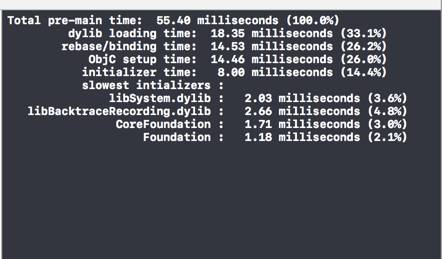 Total pre-main time:  55.40 milliseconds (100.0%)
dylib loading time:  18.35 milliseconds (33.1%)
rebase/binding time:  14.53 milliseconds (26.2%)
ObjC setup time:  14.46 milliseconds (26.0%)
initializer time:   8.00 milliseconds (14.4%)
slowest intializers :
libSystem.dylib :   2.03 milliseconds (3.6%)
libBacktraceRecording.dylib :   2.66 milliseconds (4.8%)
CoreFoundation :   1.71 milliseconds (3.0%)
Foundation :   1.18 milliseconds (2.1%)